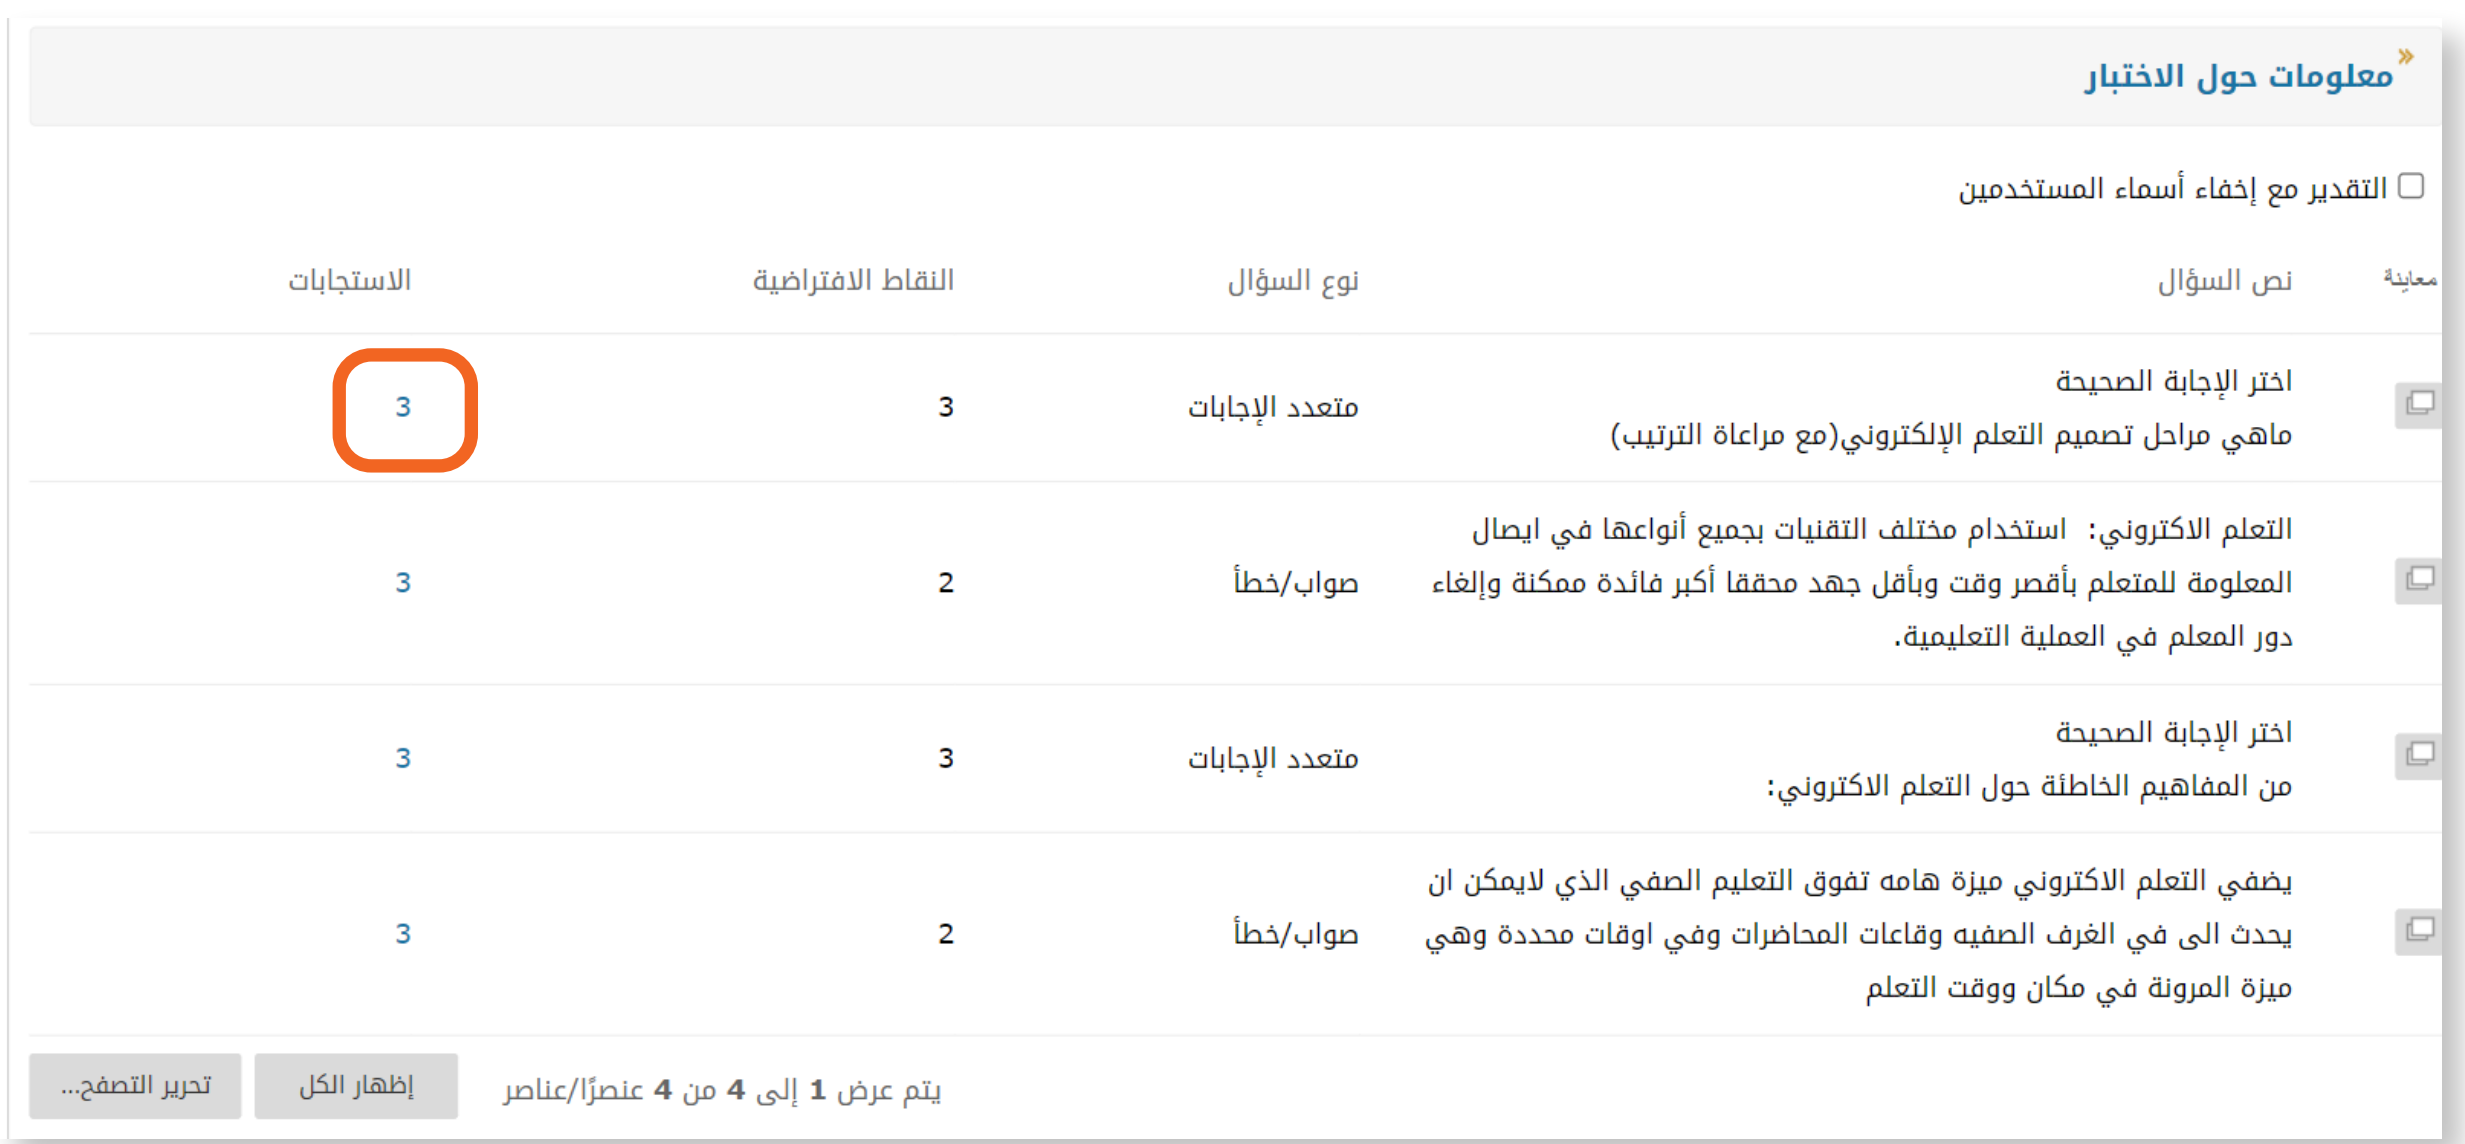 معلومات حول الاختبار
التقدير مع إخفاء أسماء المستخدمين
معاينة نص السؤال نوع السؤال النقاط الافتراضية الاستجابات
اختر الإجابة الصحيحة
ماهي مراحل تصميم التعلم الإلكتروني(مع مراعاة الترتيب)
متعدد الإجابات 3 3
التعلم الاكتروني: استخدام مختلف التقنيات بجميع أنواعها في ايصال
المعلومة للمتعلم بأقصر وقت وبأقل جهد محققا أكبر فائدة ممكنة وإلغاء
دور المعلم في العملية التعليمية.
صواب/خطأ 2 3
اختر الإجابة الصحيحة
من المفاهيم الخاطئة حول التعلم الاكتروني:
متعدد الإجابات 3 3
يضفي التعلم الاكتروني ميزة هامه تفوق التعليم الصفي الذي لايمكن ان
يحدث الى في الغرف الصفيه وقاعات المحاضرات وفي اوقات محددة وهي
ميزة المرونة في مكان ووقت التعلم
صواب/خطأ 2 3
يتم عرض 1 إلى 4 من 4 عنصرًا/عناصر إظهار الكل تحرير التصفح...